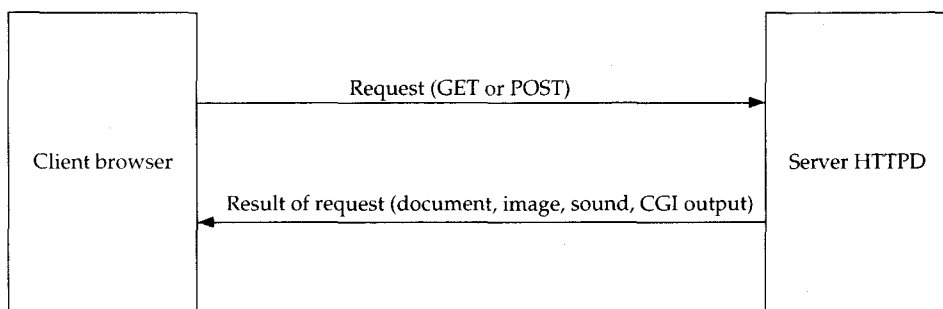 Request (GET or POST)
Client browser
Server HTTPD
Result of request (document, image, sound, CGI output)